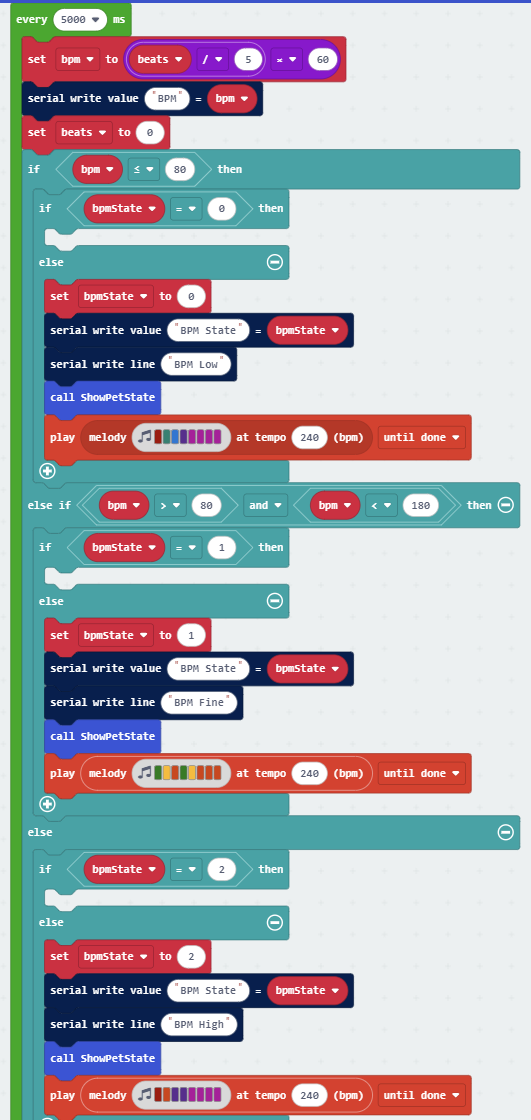 every 5000 ms
set bpm to beats / 5 × 60
serial write value "BPM" = bpm
set beats to 0
if bpm ≤ 80 then
if bpmState = 0 then
else
set bpmState to 0
serial write value "BPM State" = bpmState
serial write line "BPM Low"
call ShowPetState
play melody at tempo 240 (bpm) until done
else if bpm > 80 and bpm < 180 then
if bpmState = 1 then
else
set bpmState to 1
serial write value "BPM State" = bpmState
serial write line "BPM Fine"
call ShowPetState
play melody at tempo 240 (bpm) until done
else
if bpmState = 2 then
else
set bpmState to 2
serial write value "BPM State" = bpmState
serial write line "BPM High"
call ShowPetState
play melody at tempo 240 (bpm) until done